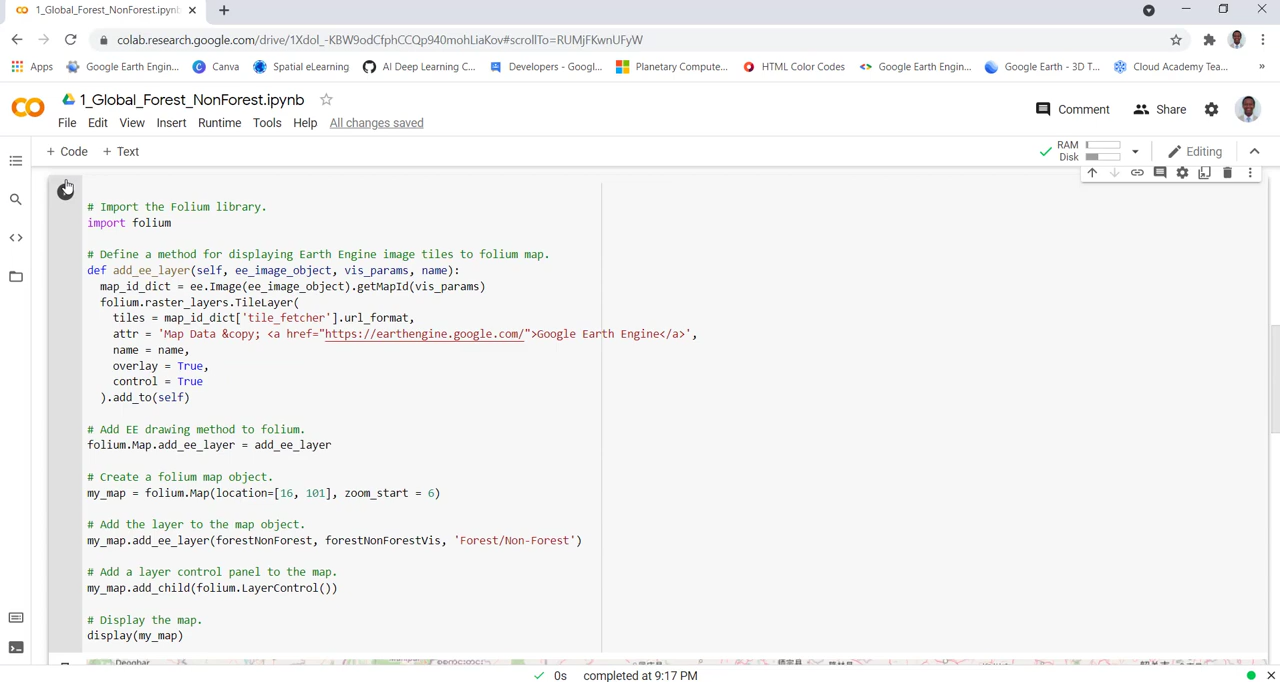 1_Global_Forest_NonForest.ipynb
colab.research.google.com/drive/1Xdol_-KBW9odCfphCCQp940mohLiaKov#scrollTo=RUMjFKwnUFyW
Apps Google Earth Engin... Canva Spatial eLearning AI Deep Learning C... Developers - Googl... Planetary Compute... HTML Color Codes Google Earth Engin... Google Earth - 3D T... Cloud Academy Tea... »
1_Global_Forest_NonForest.ipynb
Comment Share
File Edit View Insert Runtime Tools Help All changes saved
+ Code + Text
RAM
Disk
Editing
# Import the Folium library.
import folium
# Define a method for displaying Earth Engine image tiles to folium map.
def add_ee_layer(self, ee_image_object, vis_params, name):
map_id_dict = ee.Image(ee_image_object).getMapId(vis_params)
folium.raster_layers.TileLayer(
tiles = map_id_dict['tile_fetcher'].url_format,
attr = 'Map Data &copy; <a href="https://earthengine.google.com/">Google Earth Engine</a>',
name = name,
overlay = True,
control = True
).add_to(self)
# Add EE drawing method to folium.
folium.Map.add_ee_layer = add_ee_layer
# Create a folium map object.
my_map = folium.Map(location=[16, 101], zoom_start = 6)
# Add the layer to the map object.
my_map.add_ee_layer(forestNonForest, forestNonForestVis, 'Forest/Non-Forest')
# Add a layer control panel to the map.
my_map.add_child(folium.LayerControl())
# Display the map.
display(my_map)
0s completed at 9:17 PM